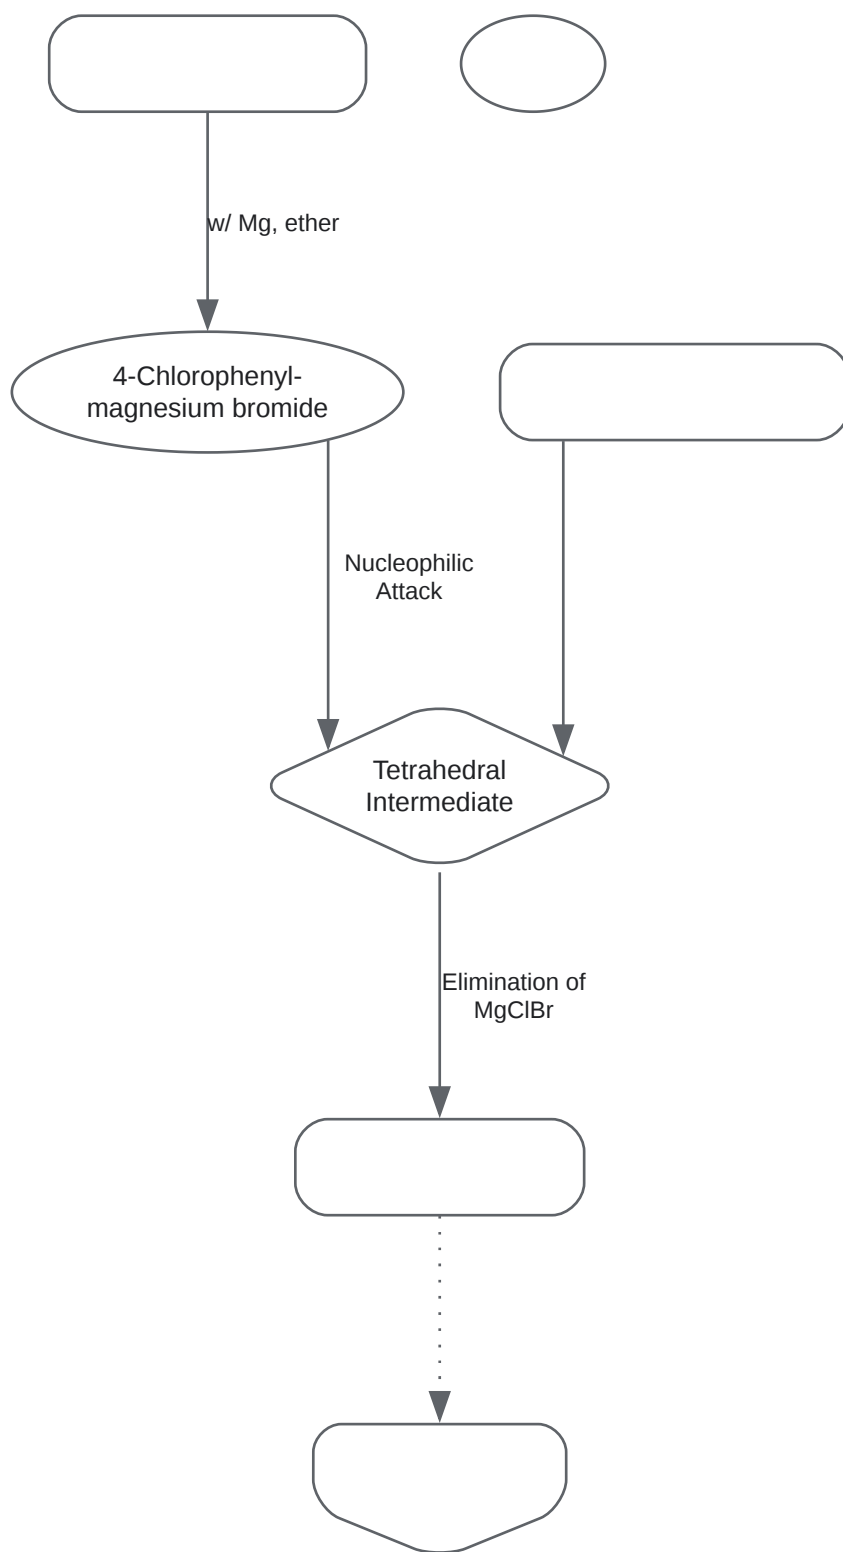 w/ Mg, ether
4-Chlorophenyl-
magnesium bromide
Nucleophilic
Attack
Tetrahedral
Intermediate
Elimination of
MgClBr